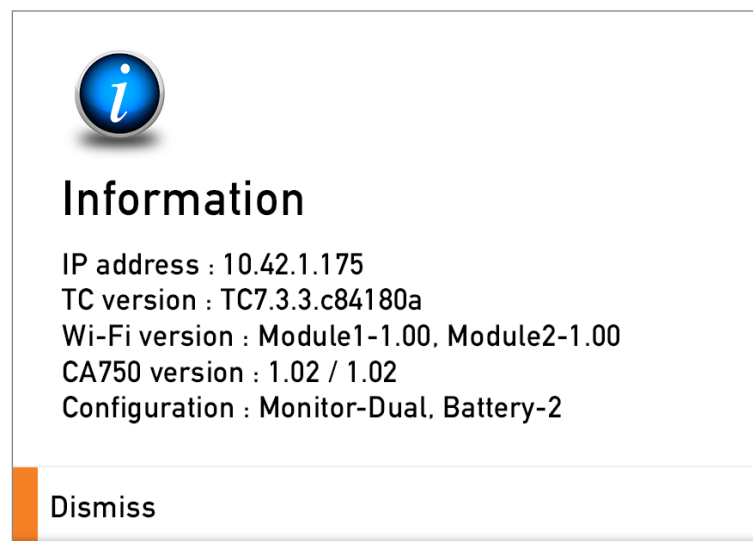 Information
IP address : 10.42.1.175
TC version : TC7.3.3.c84180a
Wi-Fi version : Module1-1.00, Module2-1.00
CA750 version : 1.02 / 1.02
Configuration : Monitor-Dual, Battery-2
Dismiss